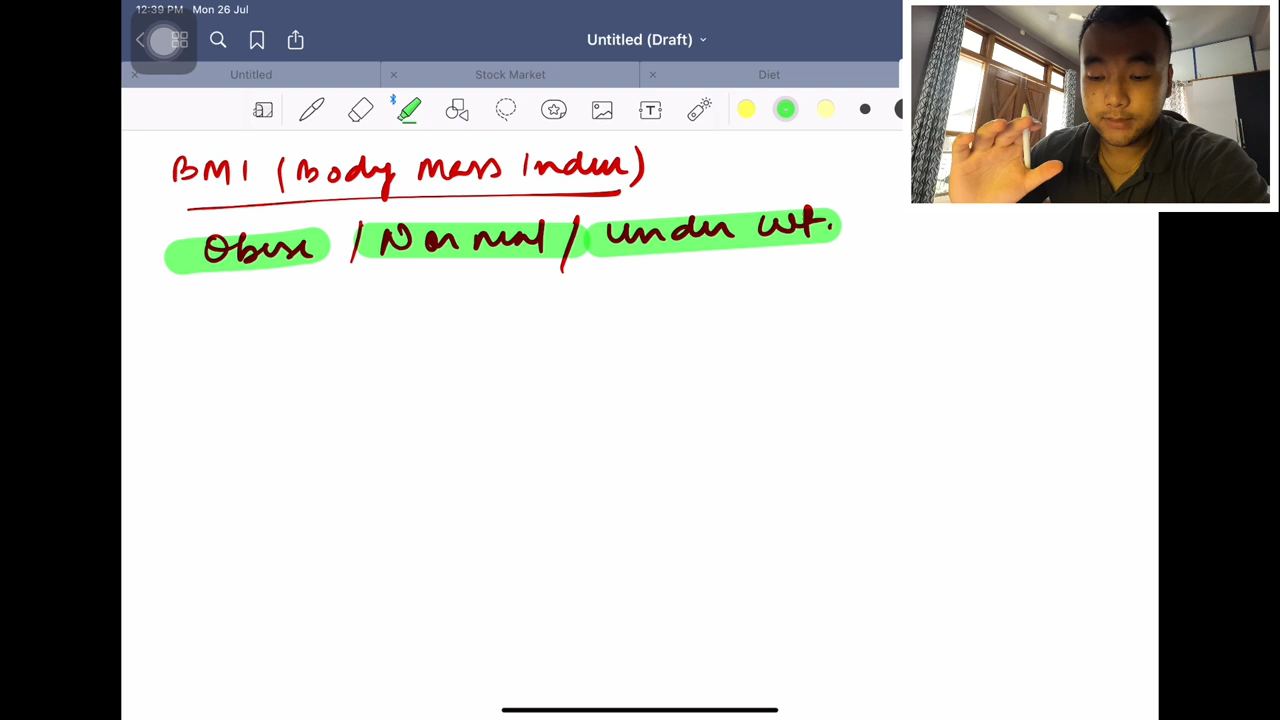 12:39 PM Mon 26 Jul
Untitled (Draft)
Untitled
Stock Market
Diet
T
BMI (Body Mass Index)
Obese / Normal / Under wt.